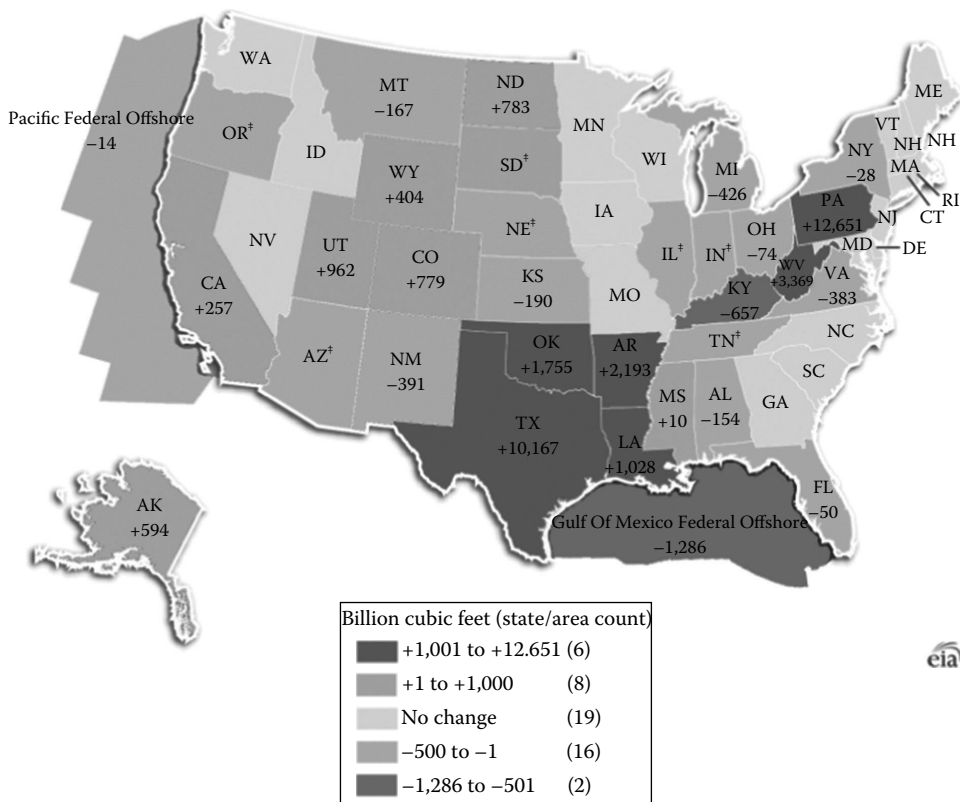 WA
MT
−167
ND
+783
MN
ME
VT
NH
NH
Pacific Federal Offshore
−14
OR‡
ID
SD‡
WI
MI
−426
NY
−28
MA
RI
CT
WY
+404
IA
PA
+12,651
NJ
NE‡
NV
UT
+962
CO
+779
IL‡
IN‡
OH
−74
MD
DE
WV
+3,369
VA
−383
CA
+257
KS
−190
MO
KY
−657
AZ‡
NM
−391
OK
+1,755
AR
+2,193
TN‡
NC
SC
MS
+10
AL
−154
GA
TX
+10,167
LA
+1,028
FL
−50
AK
+594
Gulf Of Mexico Federal Offshore
−1,286
Billion cubic feet (state/area count)
+1,001 to +12.651 (6)
+1 to +1,000 (8)
No change (19)
−500 to −1 (16)
−1,286 to −501 (2)
eia